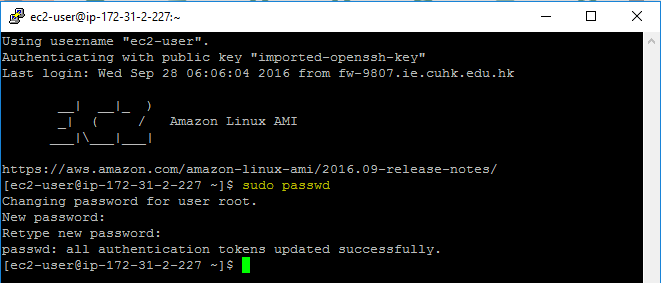 ec2-user@ip-172-31-2-227:~
Using username "ec2-user".
Authenticating with public key "imported-openssh-key"
Last login: Wed Sep 28 06:06:04 2016 from fw-9807.ie.cuhk.edu.hk
__|  __|_  )
_|  (     /   Amazon Linux AMI
___|\___|___|
https://aws.amazon.com/amazon-linux-ami/2016.09-release-notes/
[ec2-user@ip-172-31-2-227 ~]$ sudo passwd
Changing password for user root.
New password:
Retype new password:
passwd: all authentication tokens updated successfully.
[ec2-user@ip-172-31-2-227 ~]$